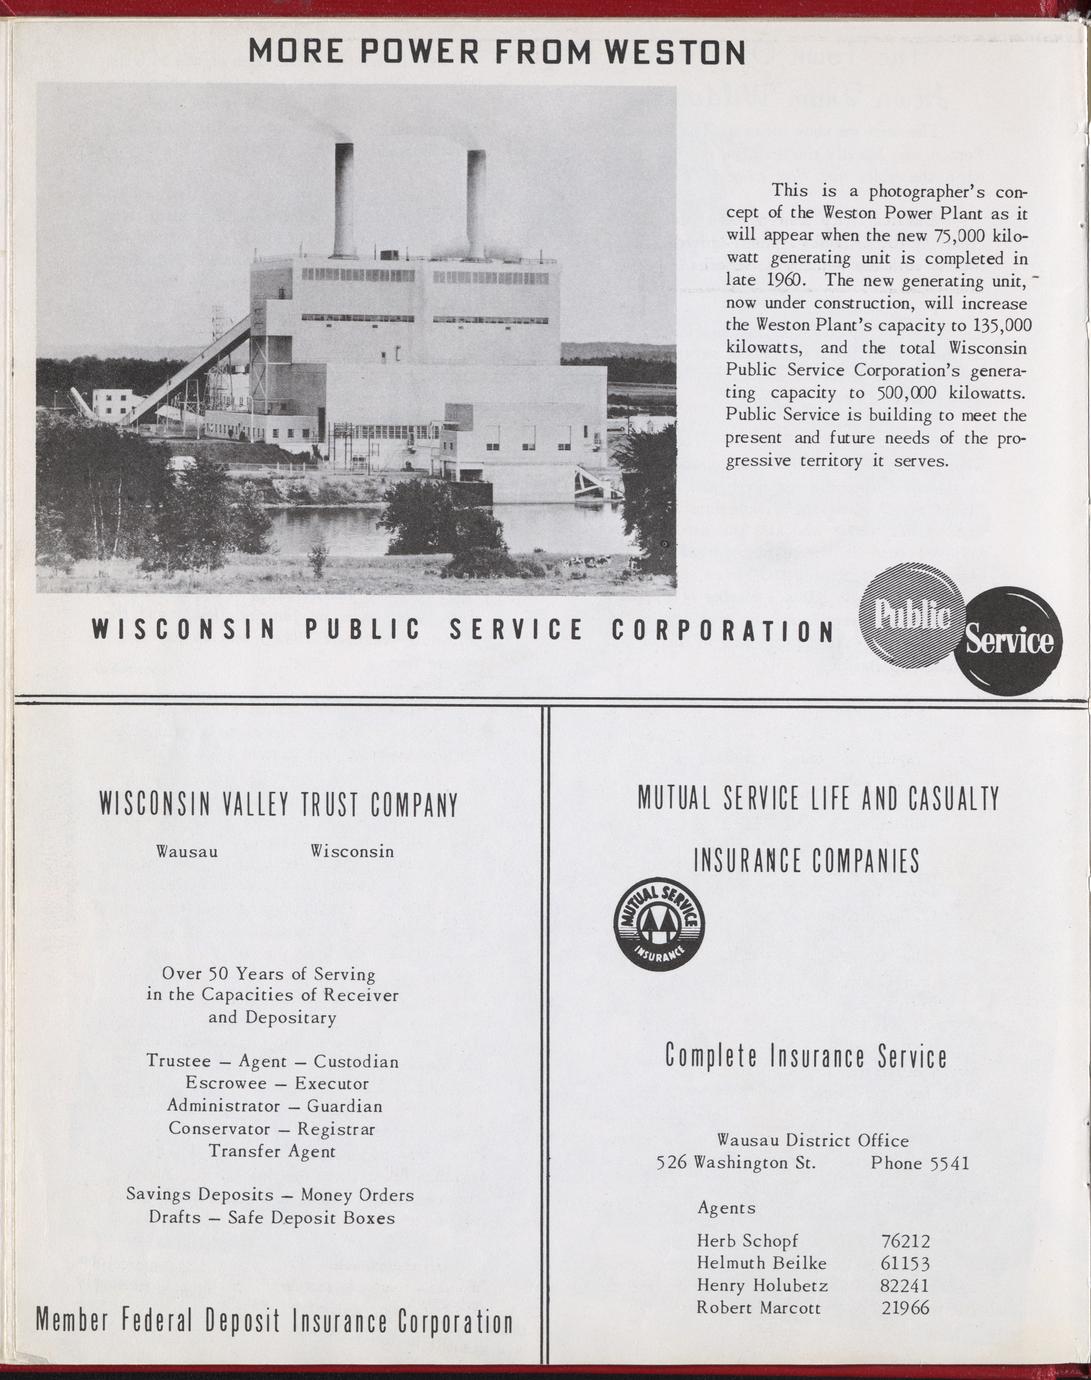 MORE POWER FROM WESTON
This is a photographer's con-
cept of the Weston Power Plant as it
will appear when the new 75,000 kilo-
watt generating unit is completed in
late 1960. The new generating unit,
now under construction, will increase
the Weston Plant's capacity to 135,000
kilowatts, and the total Wisconsin
Public Service Corporation's genera-
ting capacity to 500,000 kilowatts.
Public Service is building to meet the
present and future needs of the pro-
gressive territory it serves.
WISCONSIN PUBLIC SERVICE CORPORATION
Public
Service
WISCONSIN VALLEY TRUST COMPANY
Wausau Wisconsin
Over 50 Years of Serving
in the Capacities of Receiver
and Depositary
Trustee — Agent — Custodian
Escrowee — Executor
Administrator — Guardian
Conservator — Registrar
Transfer Agent
Savings Deposits — Money Orders
Drafts — Safe Deposit Boxes
Member Federal Deposit Insurance Corporation
MUTUAL SERVICE LIFE AND CASUALTY
INSURANCE COMPANIES
MUTUAL SERVICE
INSURANCE
Complete Insurance Service
Wausau District Office
526 Washington St. Phone 5541
Agents
Herb Schopf 76212
Helmuth Beilke 61153
Henry Holubetz 82241
Robert Marcott 21966